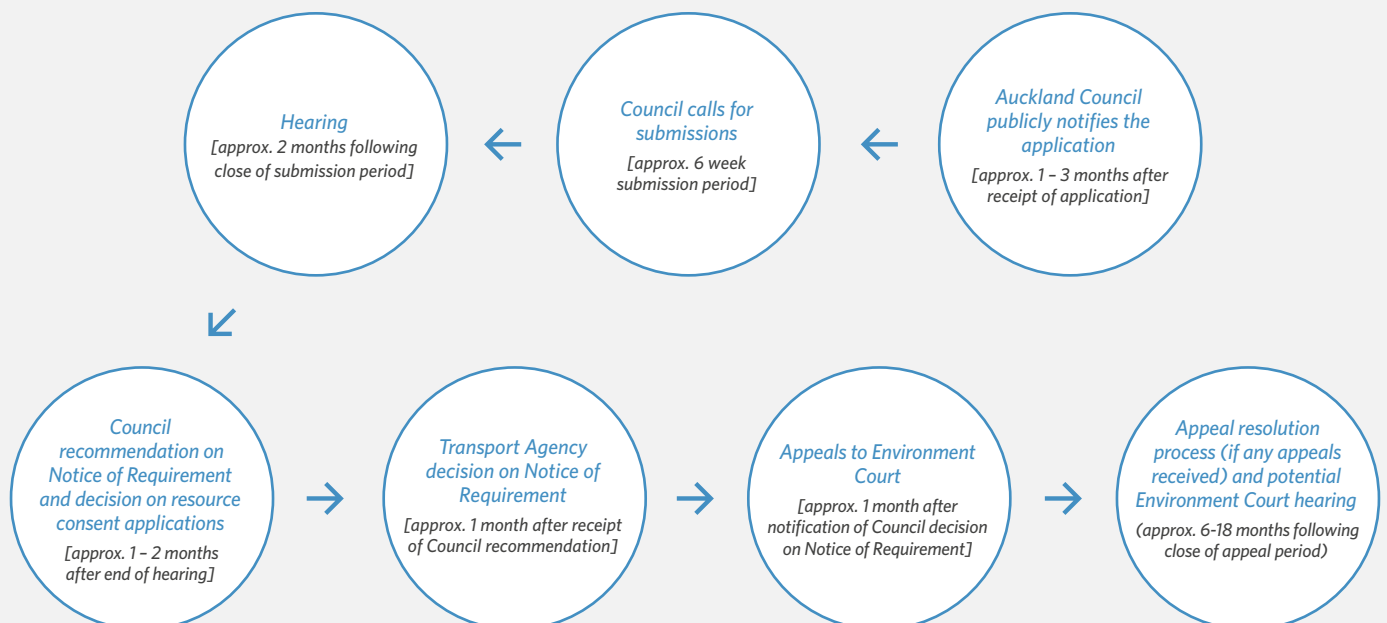 Auckland Council
publicly notifies the
application
[approx. 1 – 3 months after
receipt of application]
Council calls for
submissions
[approx. 6 week
submission period]
Hearing
[approx. 2 months following
close of submission period]
Council
recommendation on
Notice of Requirement
and decision on resource
consent applications
[approx. 1 – 2 months
after end of hearing]
Transport Agency
decision on Notice of
Requirement
[approx. 1 month after receipt
of Council recommendation]
Appeals to Environment
Court
[approx. 1 month after
notification of Council decision
on Notice of Requirement]
Appeal resolution
process (if any appeals
received) and potential
Environment Court hearing
(approx. 6-18 months following
close of appeal period)